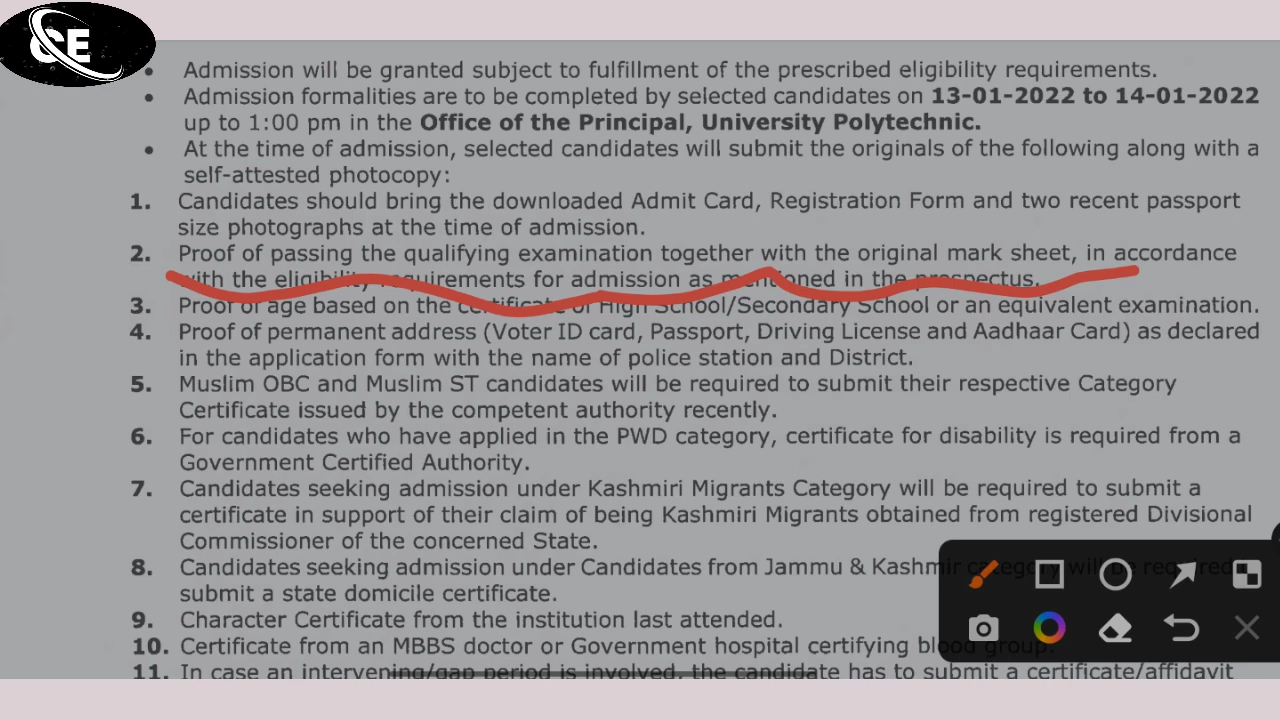 CE
Admission will be granted subject to fulfillment of the prescribed eligibility requirements.
Admission formalities are to be completed by selected candidates on 13-01-2022 to 14-01-2022
up to 1:00 pm in the Office of the Principal, University Polytechnic.
At the time of admission, selected candidates will submit the originals of the following along with a
self-attested photocopy:
1. Candidates should bring the downloaded Admit Card, Registration Form and two recent passport
size photographs at the time of admission.
2. Proof of passing the qualifying examination together with the original mark sheet, in accordance
with the eligibility requirements for admission as mentioned in the prospectus.
3. Proof of age based on the certificate of High School/Secondary School or an equivalent examination.
4. Proof of permanent address (Voter ID card, Passport, Driving License and Aadhaar Card) as declared
in the application form with the name of police station and District.
5. Muslim OBC and Muslim ST candidates will be required to submit their respective Category
Certificate issued by the competent authority recently.
6. For candidates who have applied in the PWD category, certificate for disability is required from a
Government Certified Authority.
7. Candidates seeking admission under Kashmiri Migrants Category will be required to submit a
certificate in support of their claim of being Kashmiri Migrants obtained from registered Divisional
Commissioner of the concerned State.
8. Candidates seeking admission under Candidates from Jammu & Kashmir category will be required
submit a state domicile certificate.
9. Character Certificate from the institution last attended.
10. Certificate from an MBBS doctor or Government hospital certifying blood group.
11. In case an intervening/gap period is involved, the candidate has to submit a certificate/affidavit